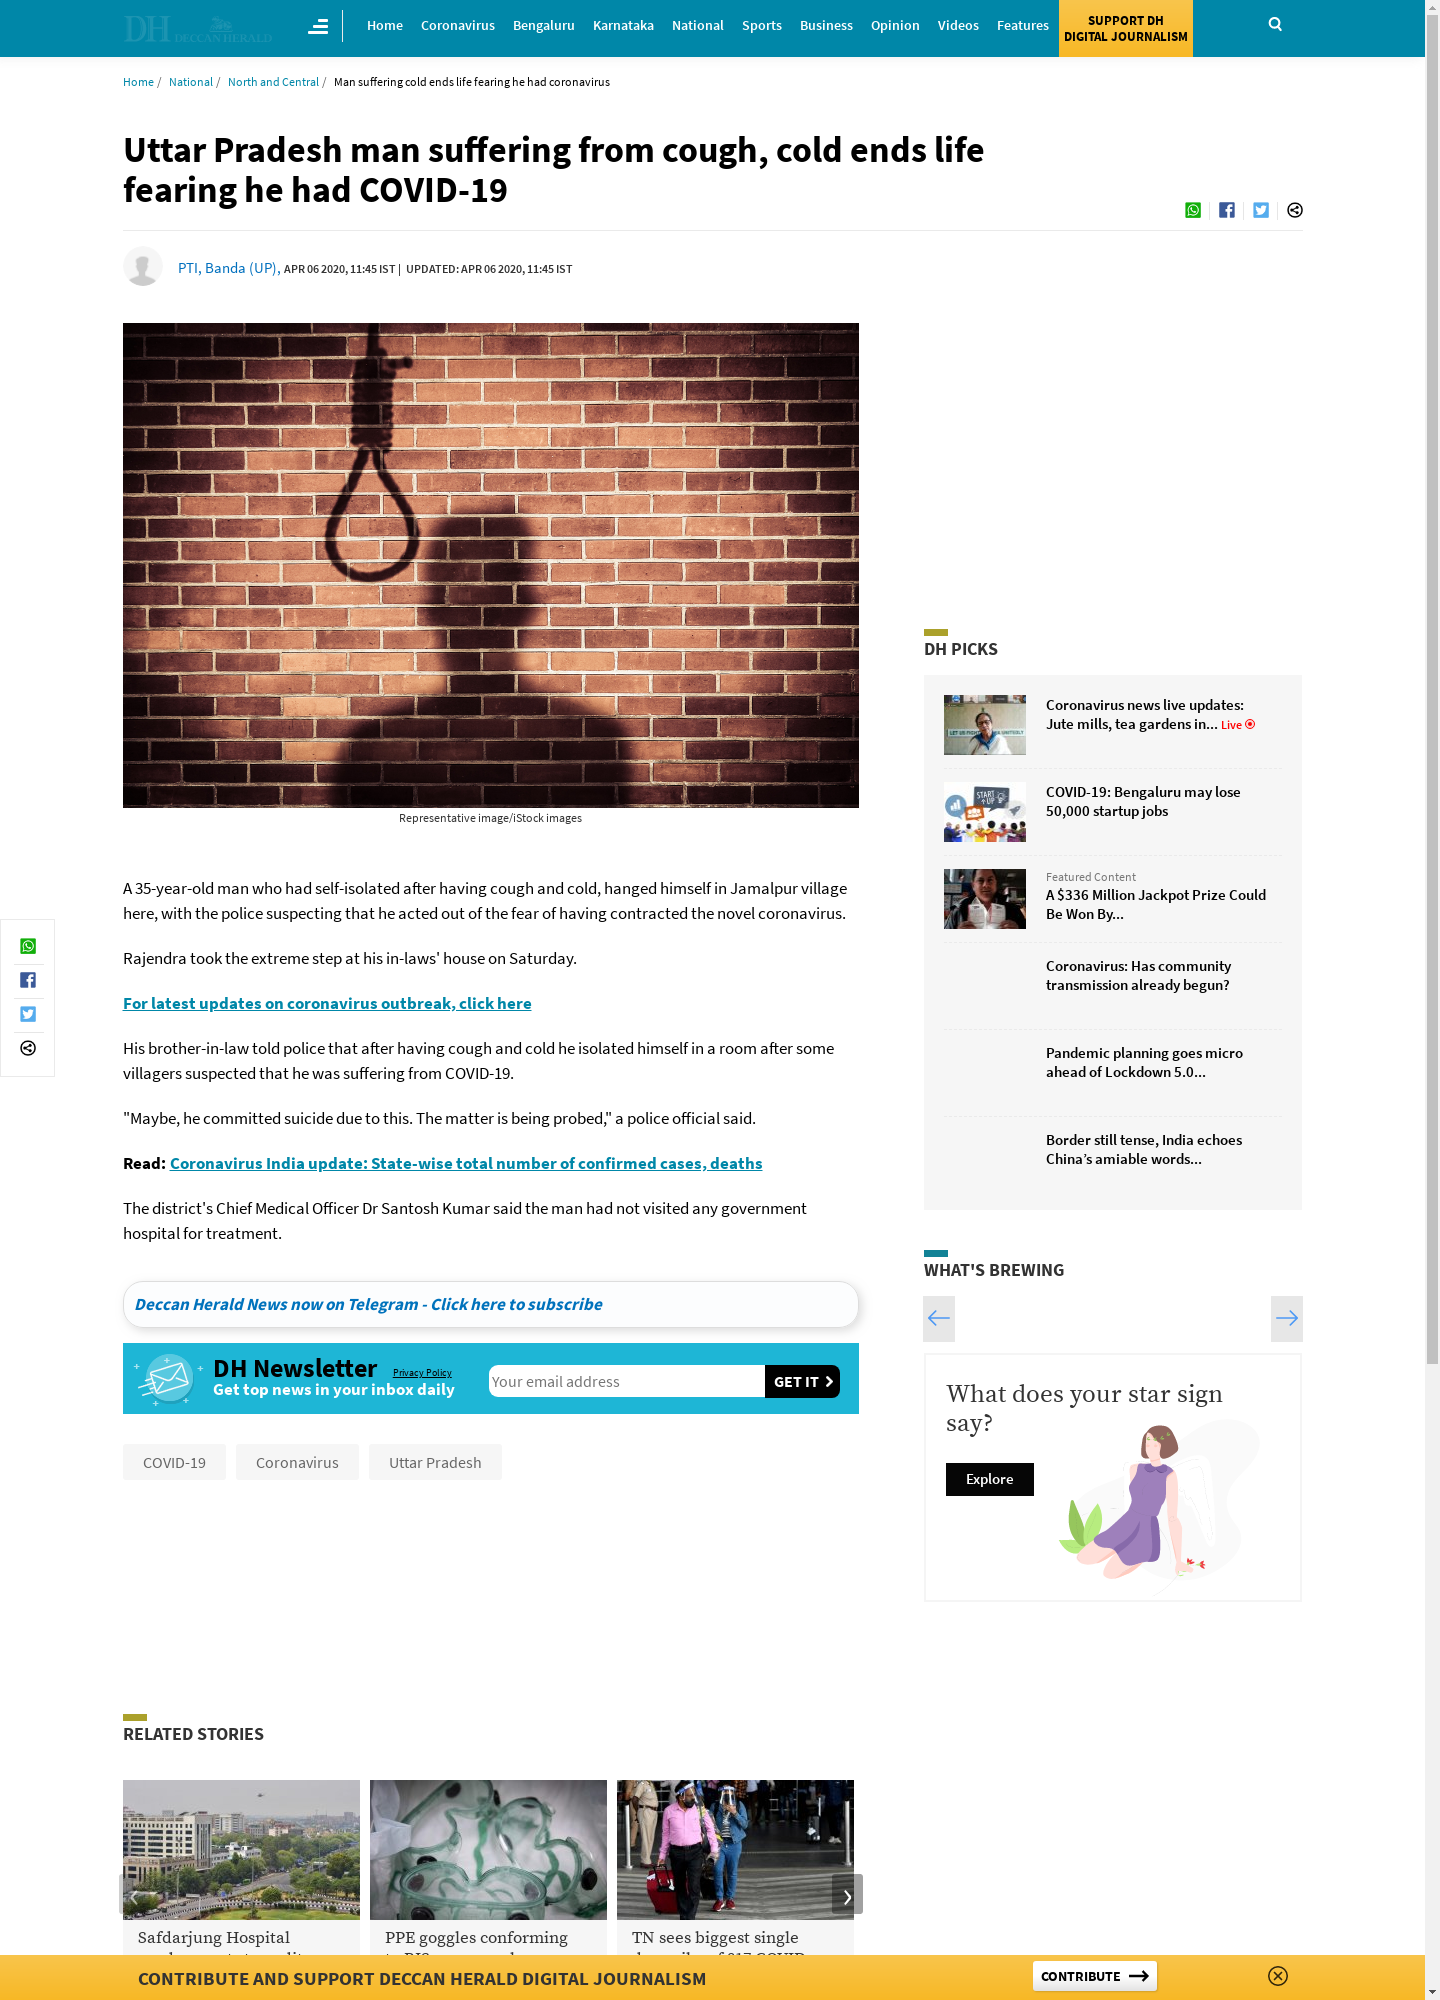 DH DECCAN HERALD
Home
Coronavirus
Bengaluru
Karnataka
National
Sports
Business
Opinion
Videos
Features
SUPPORT DH
DIGITAL JOURNALISM
Home / National / North and Central / Man suffering cold ends life fearing he had coronavirus
Uttar Pradesh man suffering from cough, cold ends life
fearing he had COVID-19
PTI, Banda (UP), APR 06 2020, 11:45 IST | UPDATED: APR 06 2020, 11:45 IST
Representative image/iStock images
A 35-year-old man who had self-isolated after having cough and cold, hanged himself in Jamalpur village
here, with the police suspecting that he acted out of the fear of having contracted the novel coronavirus.
Rajendra took the extreme step at his in-laws' house on Saturday.
For latest updates on coronavirus outbreak, click here
His brother-in-law told police that after having cough and cold he isolated himself in a room after some
villagers suspected that he was suffering from COVID-19.
"Maybe, he committed suicide due to this. The matter is being probed," a police official said.
Read: Coronavirus India update: State-wise total number of confirmed cases, deaths
The district's Chief Medical Officer Dr Santosh Kumar said the man had not visited any government
hospital for treatment.
Deccan Herald News now on Telegram - Click here to subscribe
DH Newsletter
Privacy Policy
Get top news in your inbox daily
Your email address
GET IT
COVID-19
Coronavirus
Uttar Pradesh
DH PICKS
Coronavirus news live updates:
Jute mills, tea gardens in... Live
COVID-19: Bengaluru may lose
50,000 startup jobs
Featured Content
A $336 Million Jackpot Prize Could
Be Won By...
Coronavirus: Has community
transmission already begun?
Pandemic planning goes micro
ahead of Lockdown 5.0...
Border still tense, India echoes
China’s amiable words...
WHAT'S BREWING
What does your star sign
say?
Explore
RELATED STORIES
Safdarjung Hospital
PPE goggles conforming
TN sees biggest single
CONTRIBUTE AND SUPPORT DECCAN HERALD DIGITAL JOURNALISM
CONTRIBUTE